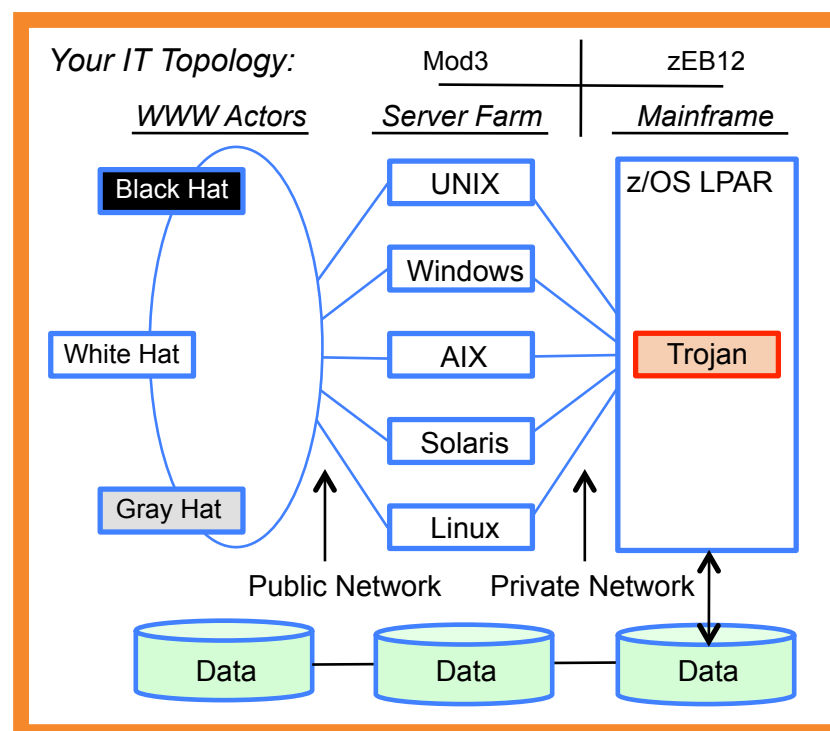 Your IT Topology:
Mod3
zEB12
WWW Actors
Server Farm
Mainframe
Black Hat
UNIX
z/OS LPAR
Windows
White Hat
AIX
Trojan
Solaris
Gray Hat
Linux
Public Network
Private Network
Data
Data
Data